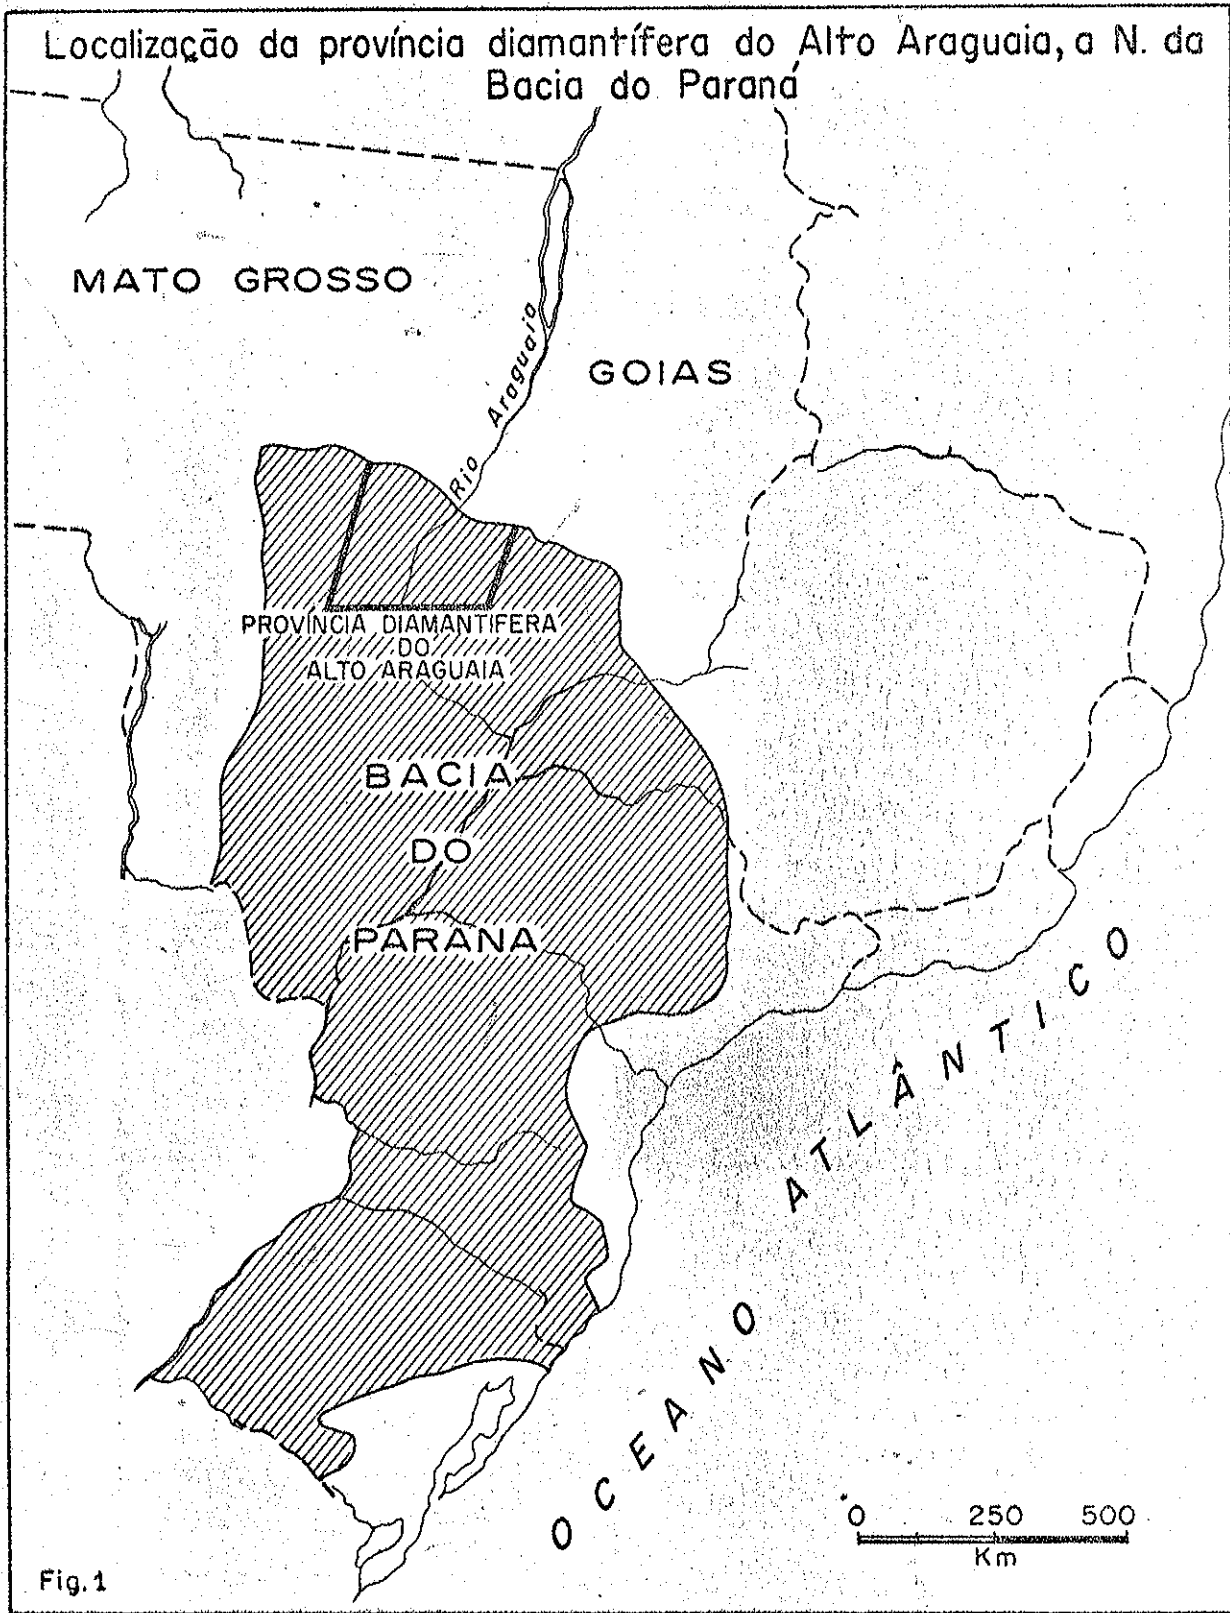 Localização da província diamantífera do Alto Araguaia, a N. da
Bacia do Paraná
MATO GROSSO
GOIAS
Rio Araguaia
PROVÍNCIA DIAMANTÍFERA
DO
ALTO ARAGUAIA
BACIA
DO
PARANA
OCEANO ATLÂNTICO
0 250 500
Km
Fig. 1